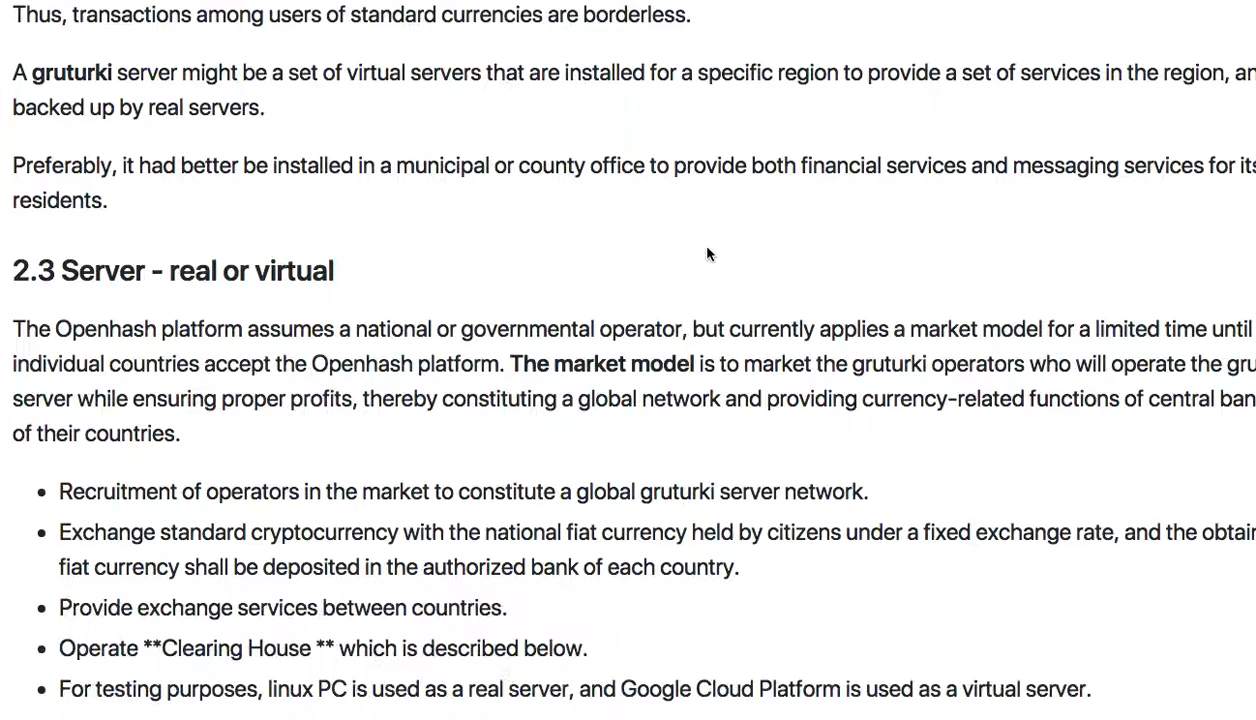 Thus, transactions among users of standard currencies are borderless.
A gruturki server might be a set of virtual servers that are installed for a specific region to provide a set of services in the region,
backed up by real servers.
Preferably, it had better be installed in a municipal or county office to provide both financial services and messaging services for its
residents.
2.3 Server - real or virtual
The Openhash platform assumes a national or governmental operator, but currently applies a market model for a limited time until
individual countries accept the Openhash platform. The market model is to market the gruturki operators who will operate the
server while ensuring proper profits, thereby constituting a global network and providing currency-related functions of central
of their countries.
• Recruitment of operators in the market to constitute a global gruturki server network.
• Exchange standard cryptocurrency with the national fiat currency held by citizens under a fixed exchange rate, and the
fiat currency shall be deposited in the authorized bank of each country.
• Provide exchange services between countries.
• Operate **Clearing House ** which is described below.
• For testing purposes, linux PC is used as a real server, and Google Cloud Platform is used as a virtual server.